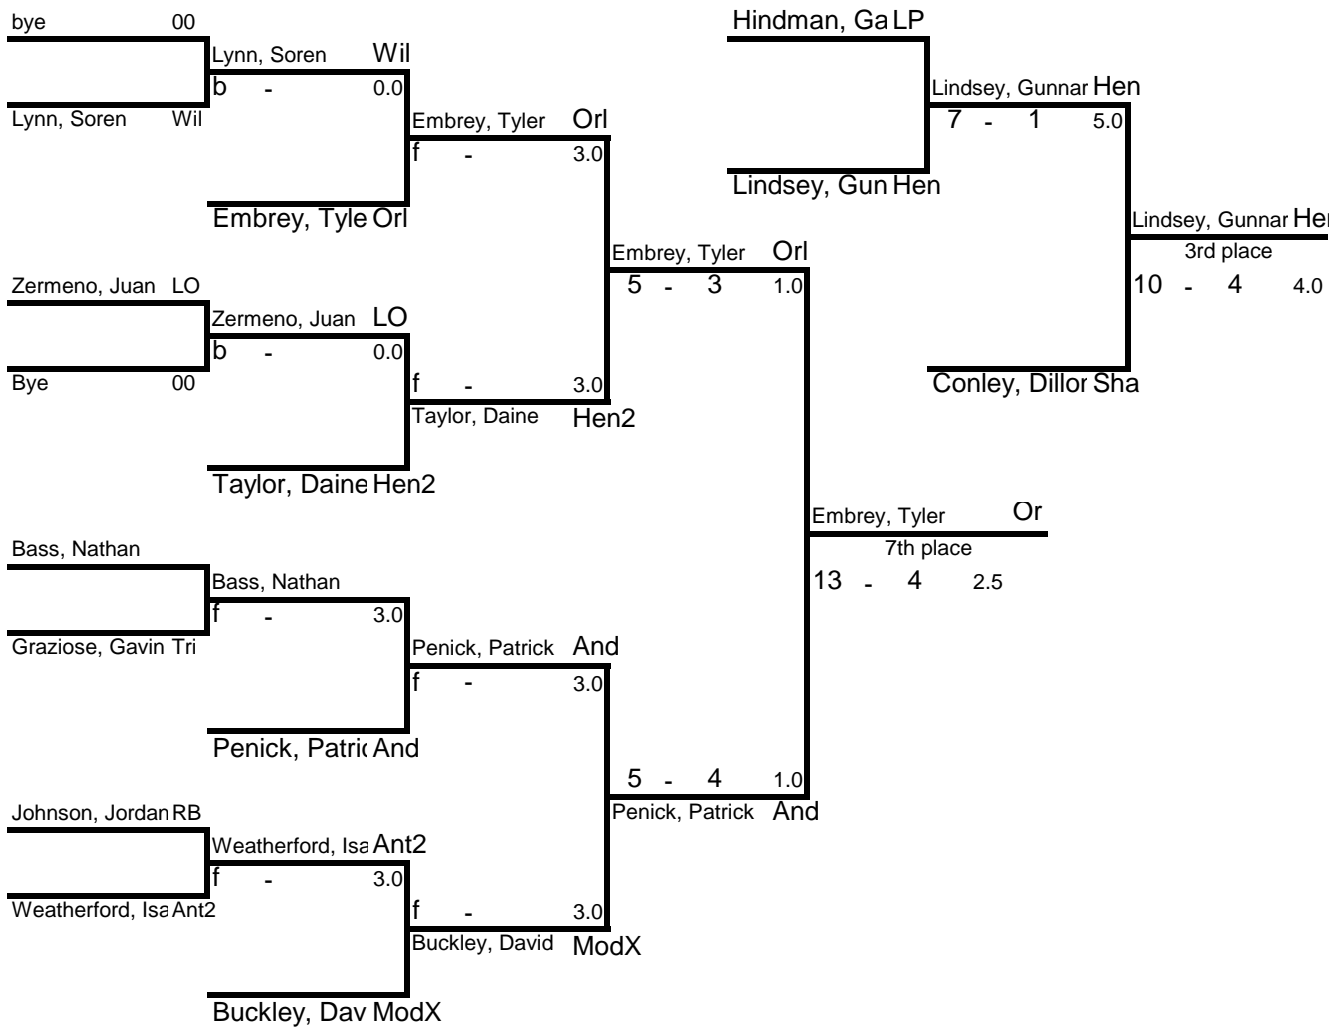 bye 00
Lynn, Soren Wil
b - 0.0
Lynn, Soren Wil
Embrey, Tyler Orl
f - 3.0
Embrey, Tyle Orl
Embrey, Tyler Orl
5 - 3 1.0
Zermeno, Juan LO
Zermeno, Juan LO
b - 0.0
Bye 00
f - 3.0
Taylor, Daine Hen2
Taylor, Daine Hen2
Embrey, Tyler Or
7th place
13 - 4 2.5
Bass, Nathan
Bass, Nathan
f - 3.0
Graziose, Gavin Tri
Penick, Patrick And
f - 3.0
Penick, Patric And
5 - 4 1.0
Penick, Patrick And
Johnson, Jordan RB
Weatherford, Isa Ant2
f - 3.0
Weatherford, Isa Ant2
f - 3.0
Buckley, David ModX
Buckley, Dav ModX
Hindman, Ga LP
Lindsey, Gunnar Hen
7 - 1 5.0
Lindsey, Gun Hen
Lindsey, Gunnar Hen
3rd place
10 - 4 4.0
Conley, Dillon Sha